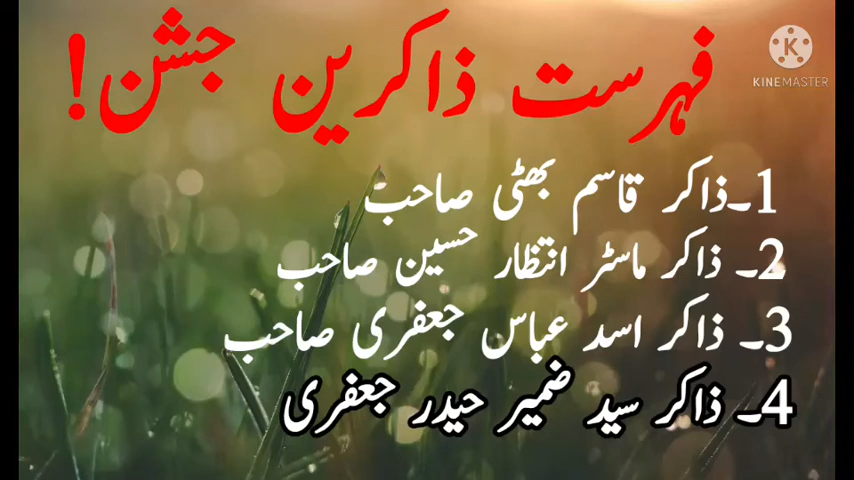 فہرست ذاکرین جشن!
KINEMASTER
1۔ذاکر قاسم بھٹی صاحب
2۔ ذاکر ماسٹر انتظار حسین صاحب
3۔ ذاکر اسد عباس جعفری صاحب
4۔ ذاکر سید ضمیر حیدر جعفری